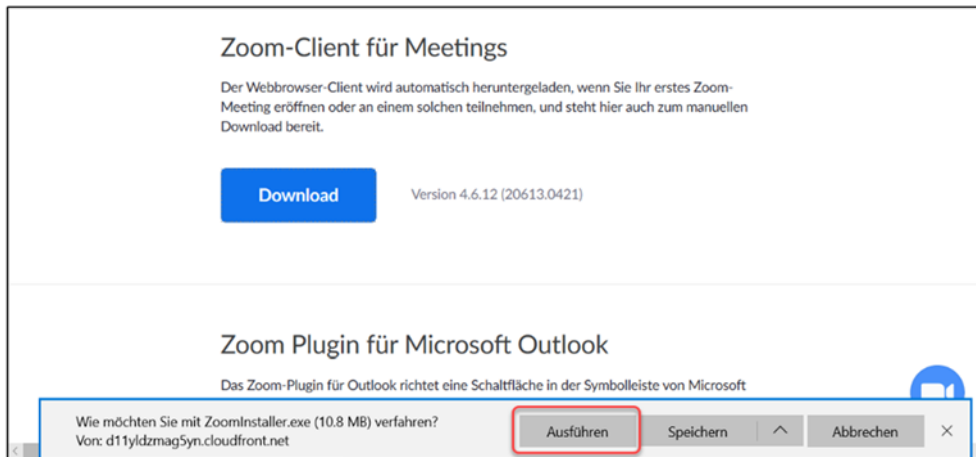 Zoom-Client für Meetings
Der Webbrowser-Client wird automatisch heruntergeladen, wenn Sie Ihr erstes Zoom-
Meeting eröffnen oder an einem solchen teilnehmen, und steht hier auch zum manuellen
Download bereit.
Download
Version 4.6.12 (20613.0421)
Zoom Plugin für Microsoft Outlook
Das Zoom-Plugin für Outlook richtet eine Schaltfläche in der Symbolleiste von Microsoft
Wie möchten Sie mit ZoomInstaller.exe (10.8 MB) verfahren?
Von: d11yldzmag5yn.cloudfront.net
Ausführen
Speichern
Abbrechen